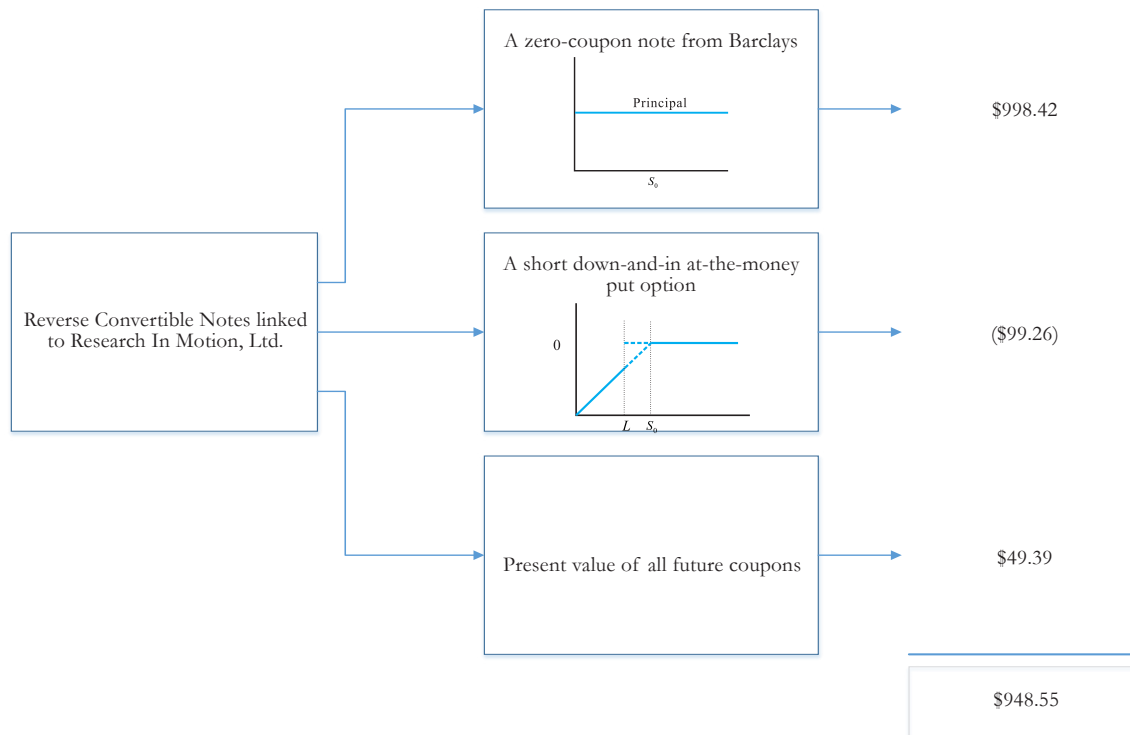 A zero-coupon note from Barclays
Principal
S₀
$998.42
Reverse Convertible Notes linked
to Research In Motion, Ltd.
A short down-and-in at-the-money
put option
0
L S₀
($99.26)
Present value of all future coupons
$49.39
$948.55